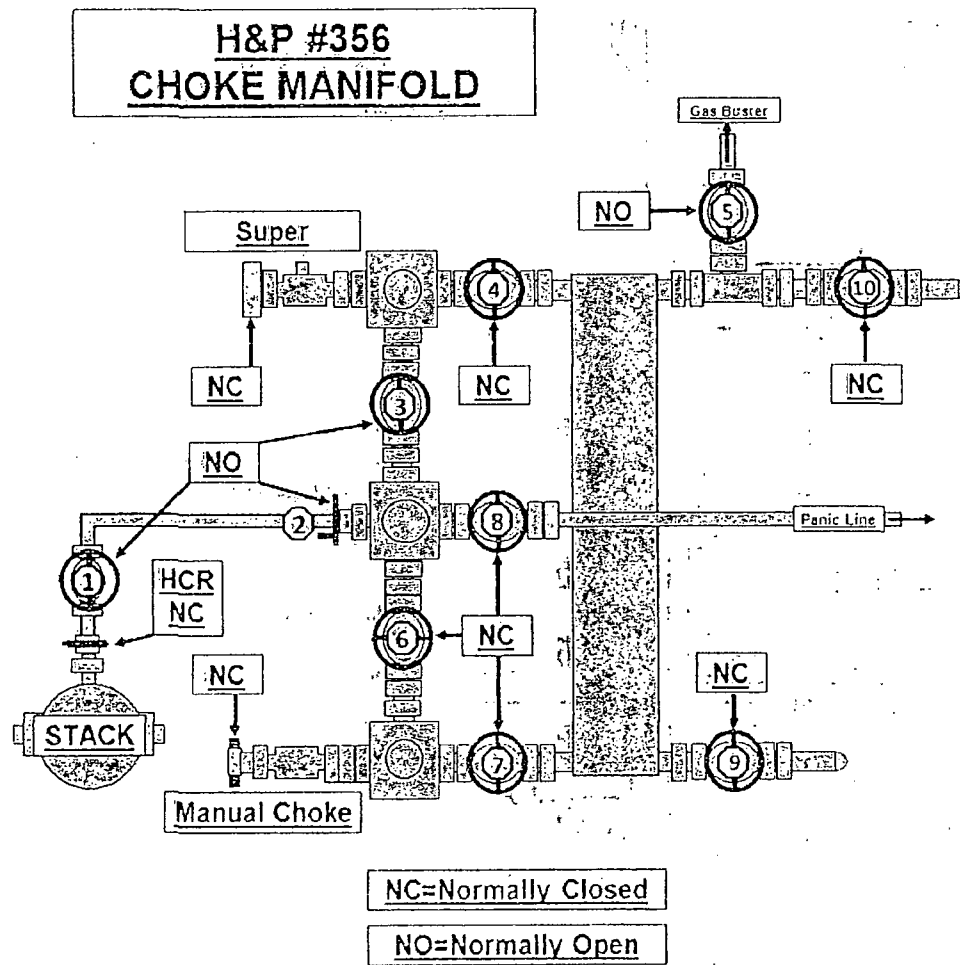 H&P #356
CHOKE MANIFOLD
Gas Buster
NO
5
Super
4
10
NC
NC
NC
3
NO
2
8
Panic Line
1
HCR
NC
6
NC
NC
NC
STACK
7
9
Manual Choke
NC=Normally Closed
NO=Normally Open